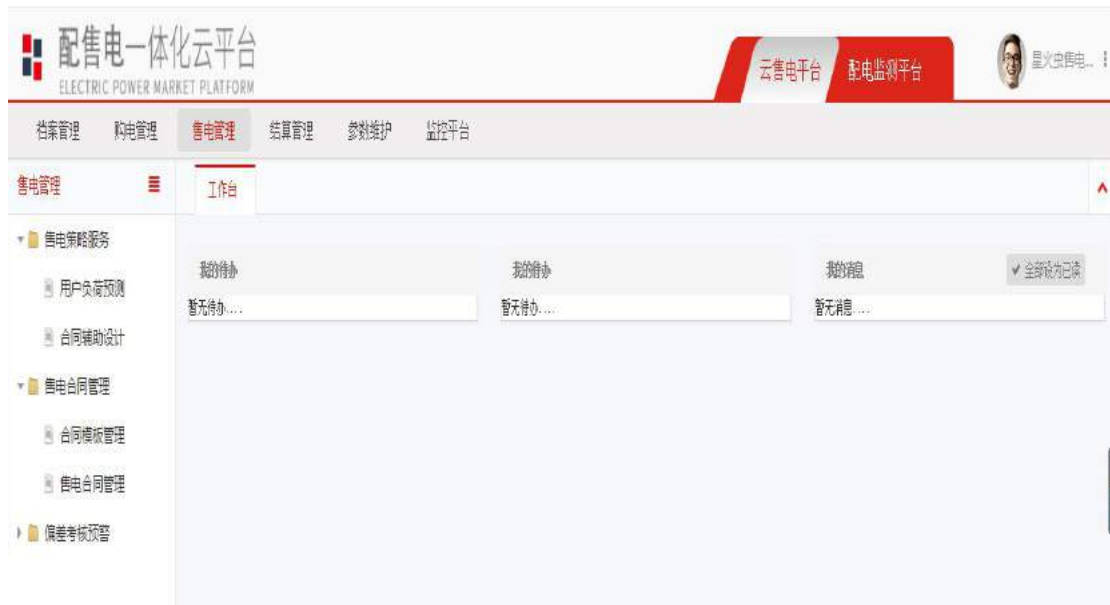 配售电一体化云平台
ELECTRIC POWER MARKET PLATFORM
云售电平台 配电监测平台 星火虫售电...
档案管理 购电管理 售电管理 结算管理 参数维护 监控平台
售电管理 工作台
售电策略服务
用户负荷预测
合同辅助设计
售电合同管理
合同模板管理
售电合同管理
偏差考核预警
我的待办 我的待办 我的消息 全部设为已读
暂无待办.... 暂无待办.... 暂无消息....